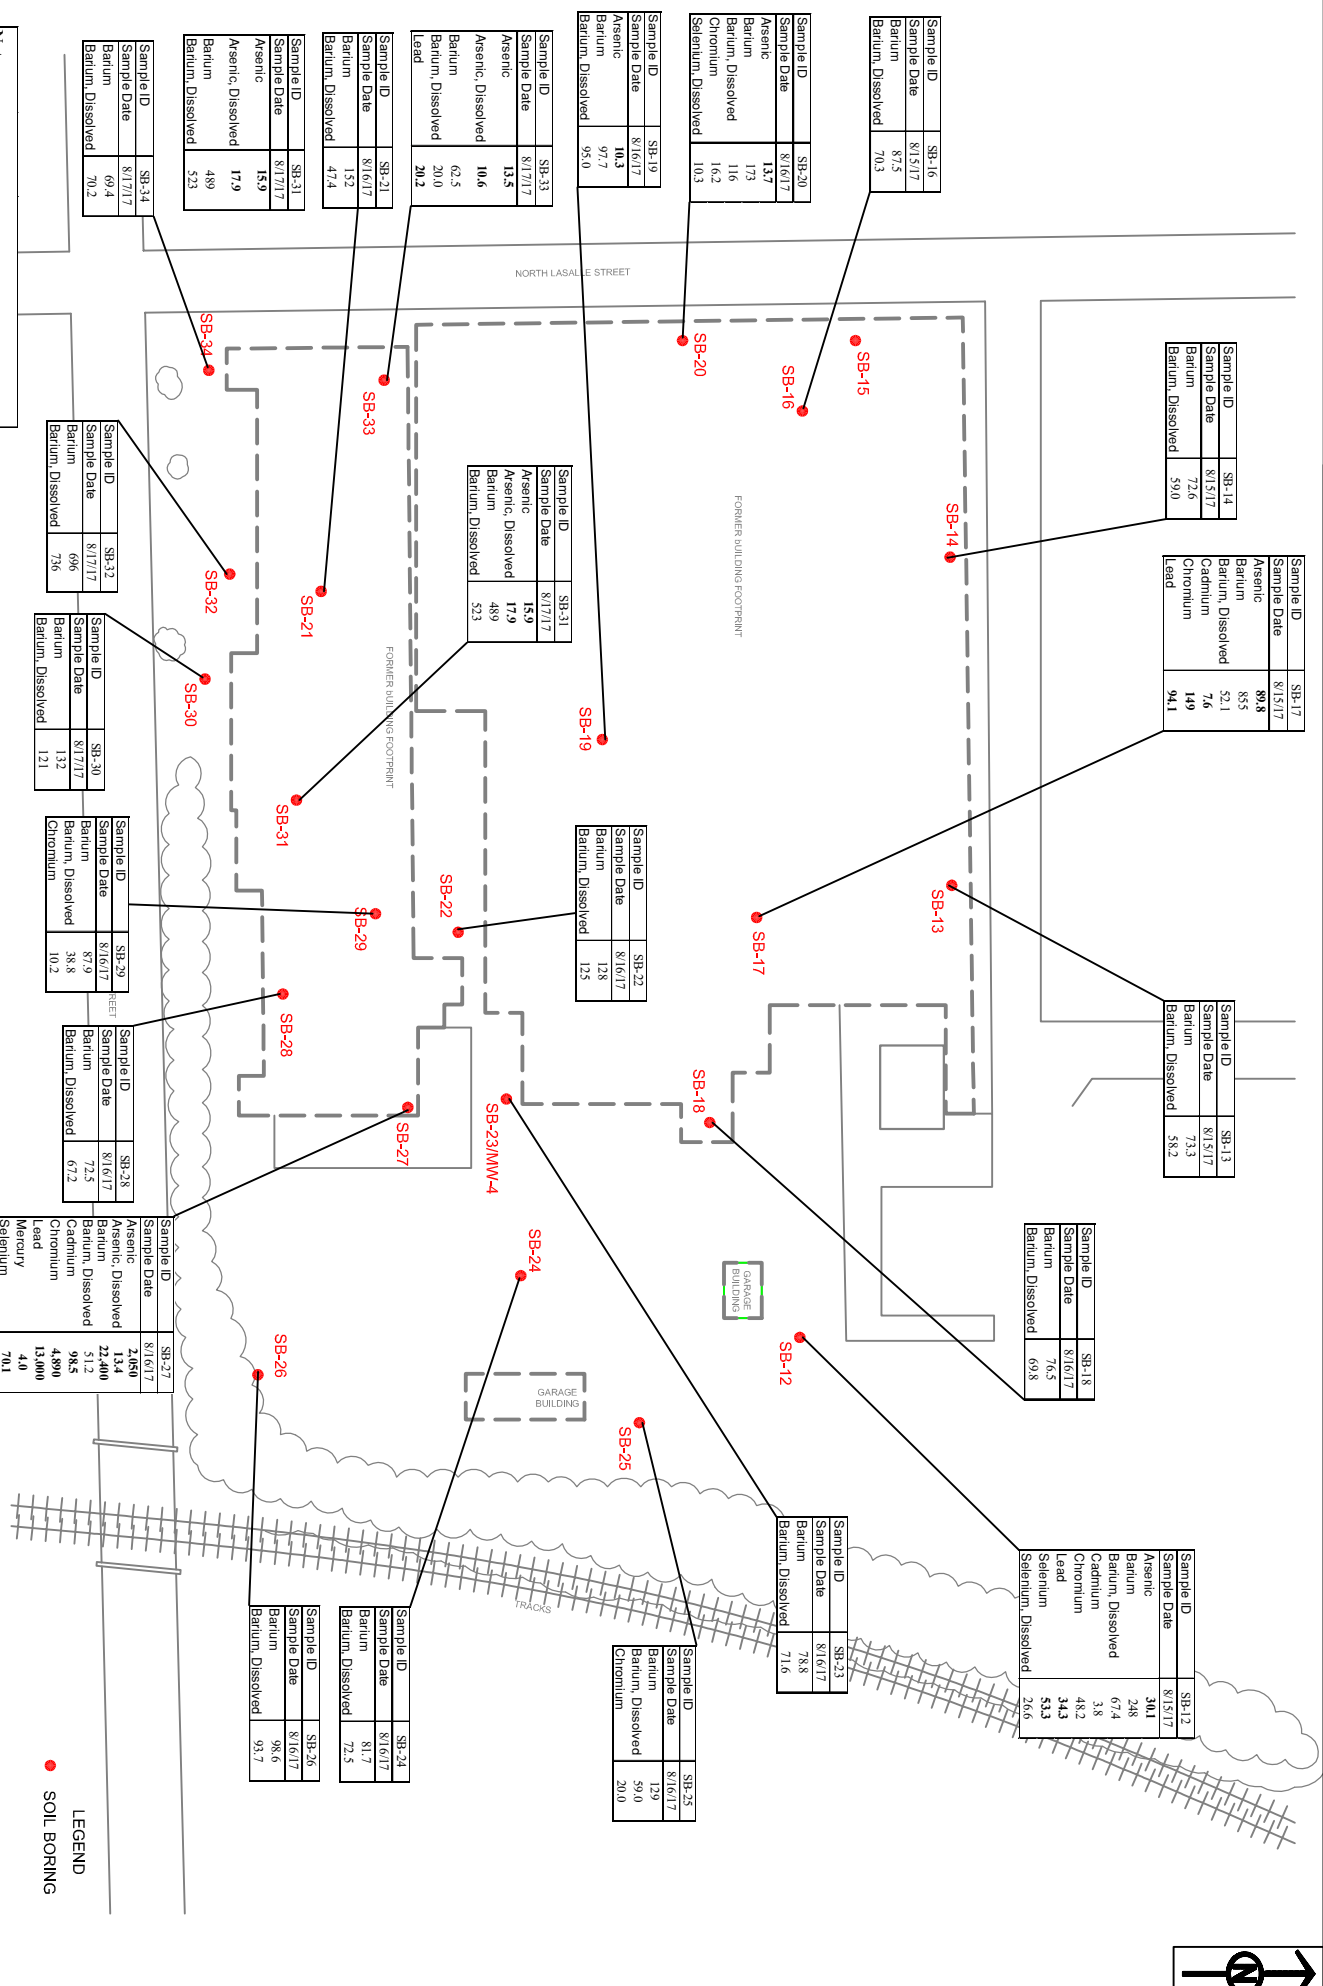 Sample ID SB-16
Sample Date 8/15/17
Barium 87.5
Barium, Dissolved 70.3
Sample ID SB-20
Sample Date 8/16/17
Arsenic 13.7
Barium 173
Barium, Dissolved 116
Chromium 16.2
Selenium, Dissolved 10.3
Sample ID SB-19
Sample Date 8/16/17
Arsenic 10.3
Barium 97.7
Barium, Dissolved 95.0
Sample ID SB-33
Sample Date 8/17/17
Arsenic 13.5
Arsenic, Dissolved 10.6
Barium 62.5
Barium, Dissolved 20.0
Lead 20.2
Sample ID SB-21
Sample Date 8/16/17
Barium 152
Barium, Dissolved 47.4
Sample ID SB-31
Sample Date 8/17/17
Arsenic 15.9
Arsenic, Dissolved 17.9
Barium 489
Barium, Dissolved 523
Sample ID SB-34
Sample Date 8/17/17
Barium 69.4
Barium, Dissolved 70.2
NORTH LASALLE STREET
Sample ID SB-14
Sample Date 8/15/17
Barium 72.6
Barium, Dissolved 59.0
Sample ID SB-17
Sample Date 8/15/17
Arsenic 89.8
Barium 855
Barium, Dissolved 52.1
Cadmium 7.6
Chromium 149
Lead 94.1
Sample ID SB-13
Sample Date 8/15/17
Barium 73.3
Barium, Dissolved 58.2
Sample ID SB-18
Sample Date 8/16/17
Barium 76.5
Barium, Dissolved 69.8
Sample ID SB-12
Sample Date 8/15/17
Arsenic 30.1
Barium 248
Barium, Dissolved 67.4
Cadmium 3.8
Chromium 48.2
Lead 34.3
Selenium 53.3
Selenium, Dissolved 26.6
SB-15
SB-16
SB-20
SB-14
SB-13
SB-17
SB-18
SB-12
SB-19
FORMER bUILDING FOOTPRINT
GARAGE
BUILDING
Sample ID SB-31
Sample Date 8/17/17
Arsenic 15.9
Arsenic, Dissolved 17.9
Barium 489
Barium, Dissolved 523
Sample ID SB-22
Sample Date 8/16/17
Barium 128
Barium, Dissolved 125
Sample ID SB-23
Sample Date 8/16/17
Barium 78.8
Barium, Dissolved 71.6
Sample ID SB-25
Sample Date 8/16/17
Barium 129
Barium, Dissolved 59.0
Chromium 20.0
SB-33
SB-22
SB-23/MW-4
SB-24
SB-25
GARAGE
BUILDING
TRACKS
FORMER bUILDING FOOTPRINT
SB-21
SB-31
SB-29
SB-28
SB-27
SB-26
SB-34
SB-32
SB-30
Sample ID SB-24
Sample Date 8/16/17
Barium 81.7
Barium, Dissolved 72.5
Sample ID SB-26
Sample Date 8/16/17
Barium 98.6
Barium, Dissolved 93.7
Sample ID SB-32
Sample Date 8/17/17
Barium 696
Barium, Dissolved 736
Sample ID SB-30
Sample Date 8/17/17
Barium 132
Barium, Dissolved 121
Sample ID SB-29
Sample Date 8/16/17
Barium 87.9
Barium, Dissolved 38.8
Chromium 10.2
REET
Sample ID SB-28
Sample Date 8/16/17
Barium 72.5
Barium, Dissolved 67.2
Sample ID SB-27
Sample Date 8/16/17
Arsenic 2,050
Arsenic, Dissolved 13.4
Barium 22,400
Barium, Dissolved 51.2
Cadmium 98.5
Chromium 4,890
Lead 13,000
Mercury 4.0
Selenium 70.1
LEGEND
SOIL BORING
N